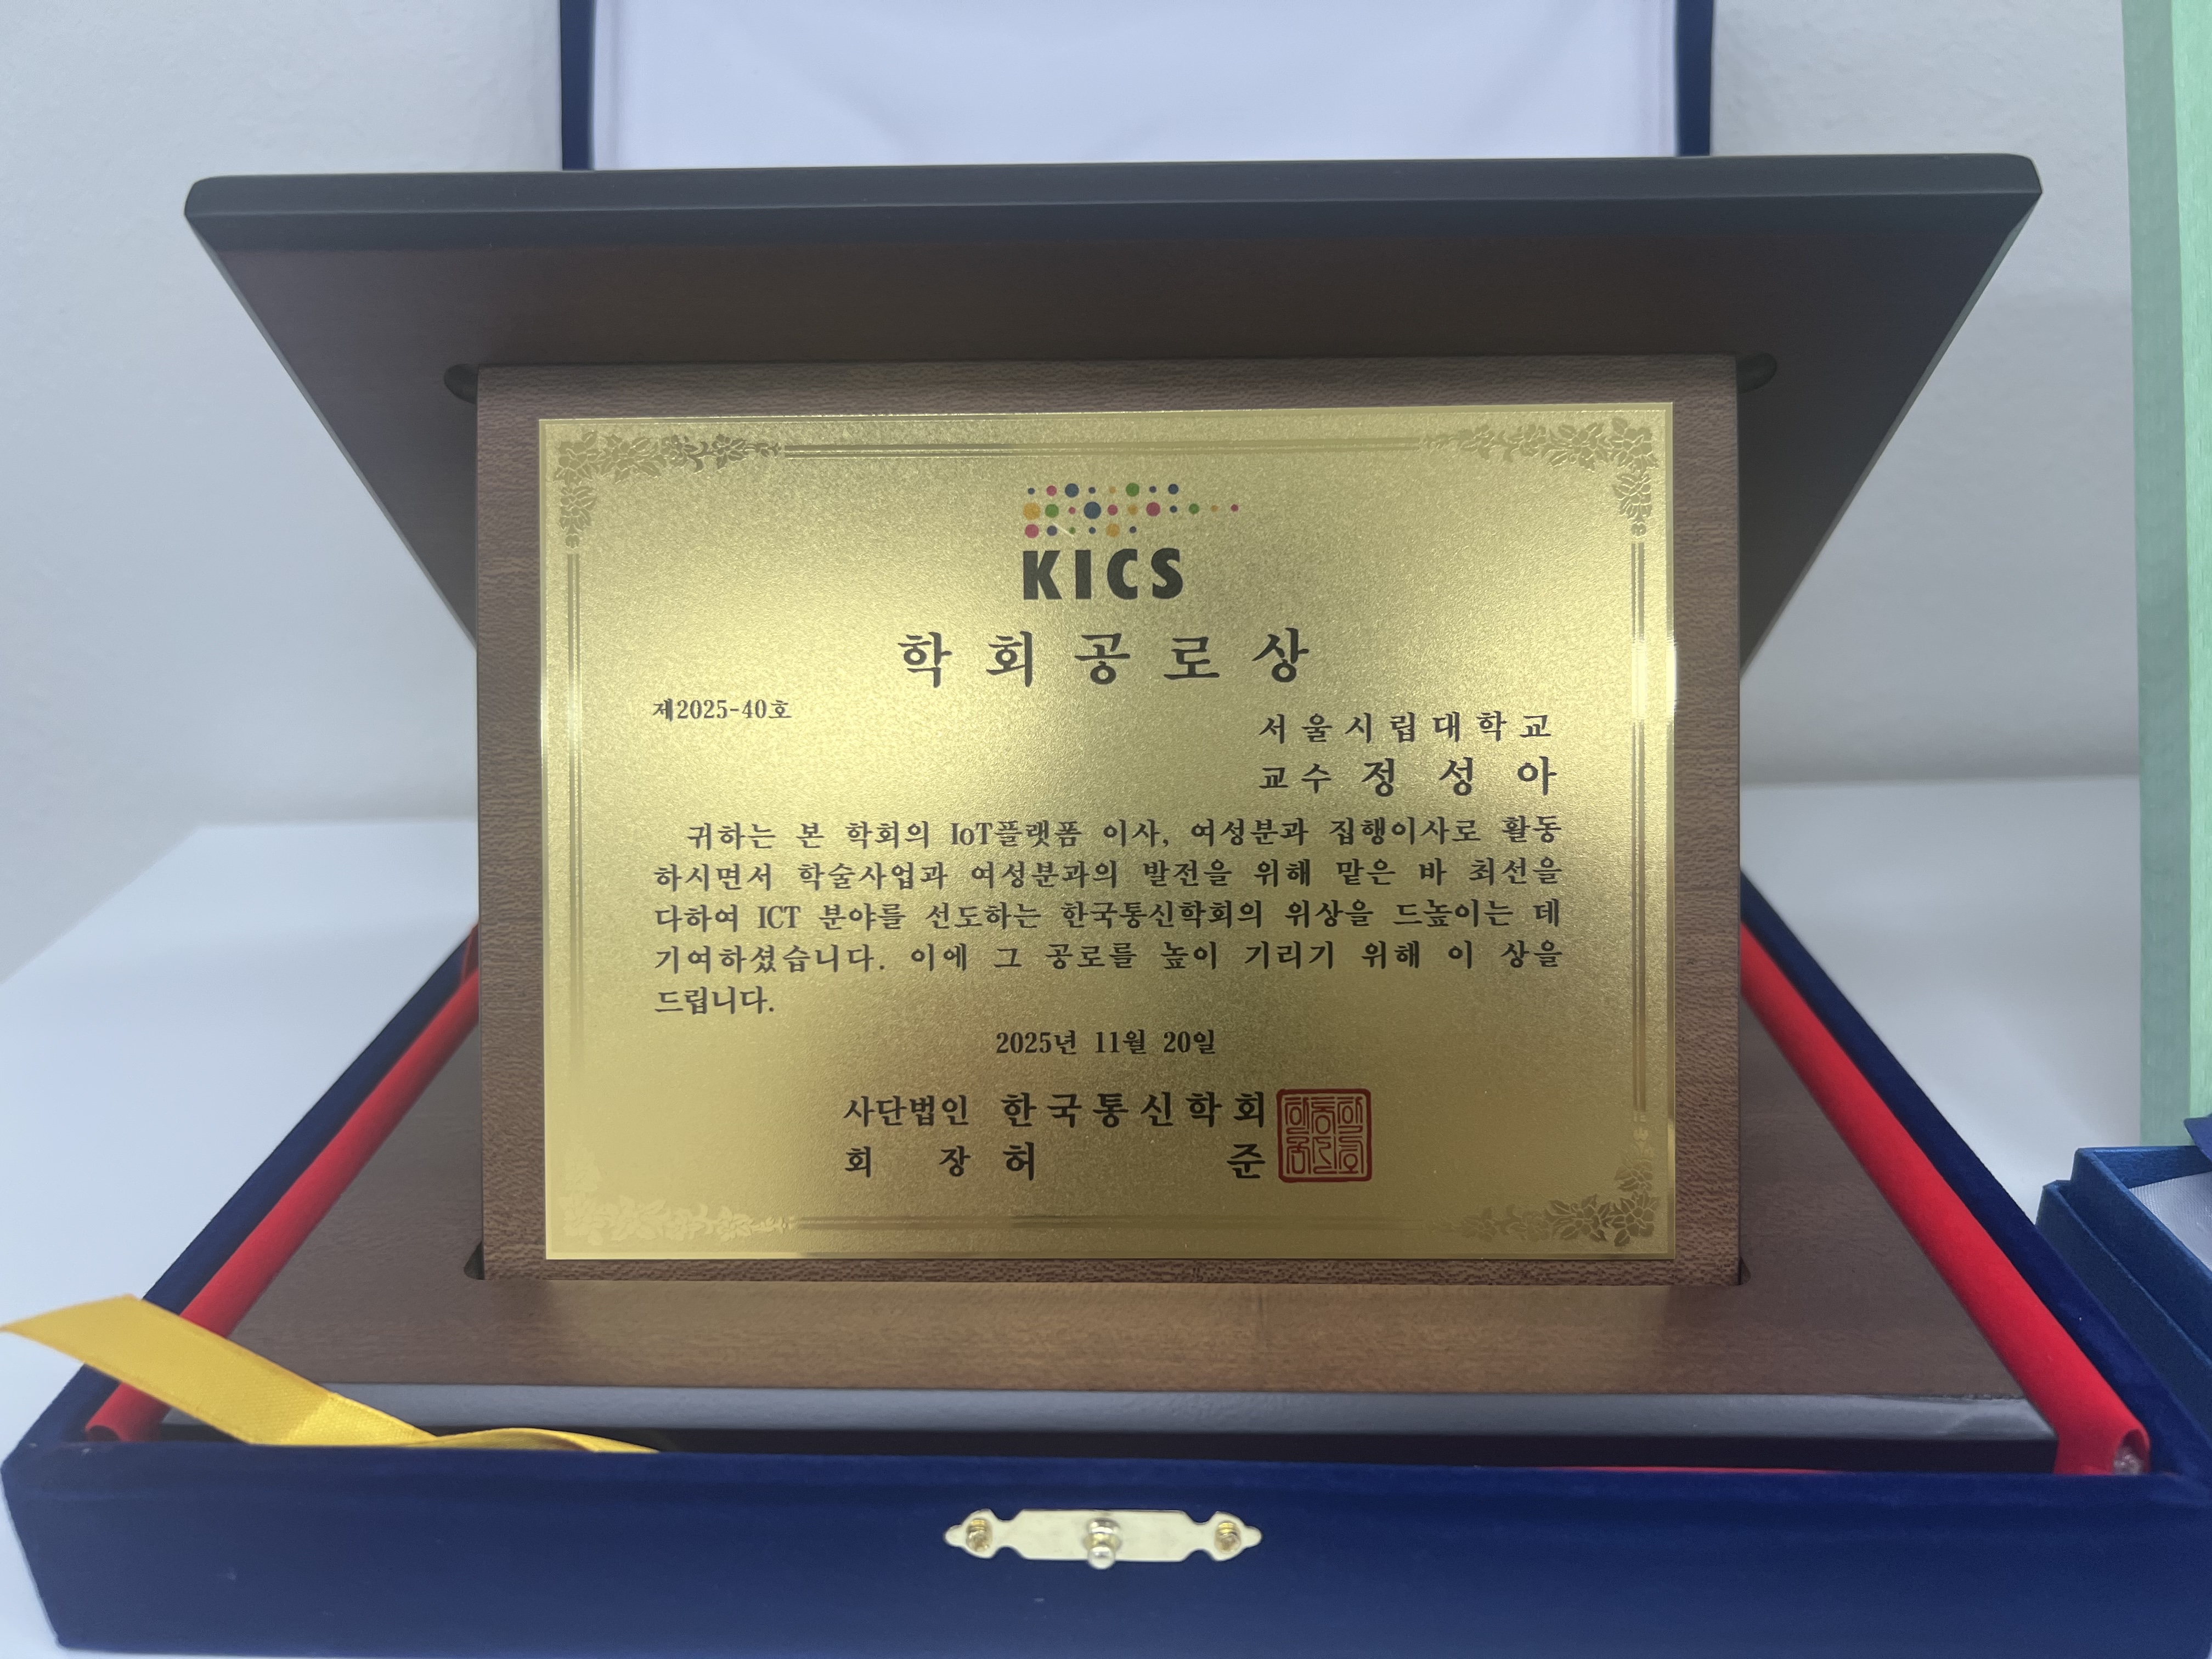 KICS
학회공로상
제2025-40호
서울시립대학교
교수 정성아
귀하는 본 학회의 IoT플랫폼 이사, 여성분과 집행이사로 활동
하시면서 학술사업과 여성분과의 발전을 위해 맡은 바 최선을
다하여 ICT 분야를 선도하는 한국통신학회의 위상을 드높이는 데
기여하셨습니다. 이에 그 공로를 높이 기리기 위해 이 상을
드립니다.
2025년 11월 20일
사단법인 한국통신학회
회 장 허 준